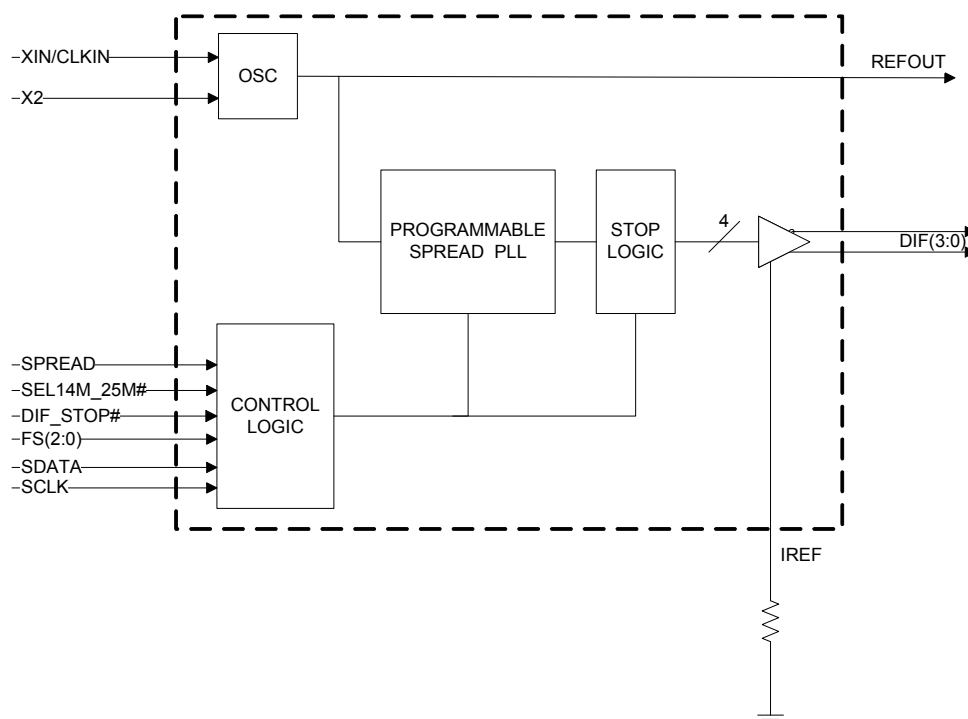 XIN/CLKIN
X2
OSC
REFOUT
PROGRAMMABLE
SPREAD PLL
STOP
LOGIC
4
DIF(3:0)
SPREAD
SEL14M_25M#
DIF_STOP#
FS(2:0)
SDATA
SCLK
CONTROL
LOGIC
IREF